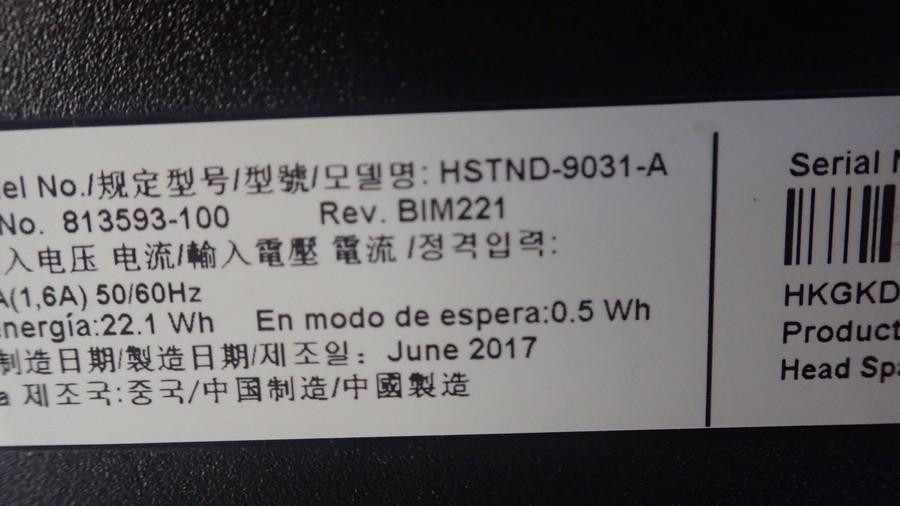 el No./规定型号/型號/모델명: HSTND-9031-A
No. 813593-100 Rev. BIM221
入电压 电流/輸入電壓 電流 /정격입력:
A(1,6A) 50/60Hz
energía:22.1 Wh En modo de espera:0.5 Wh
制造日期/製造日期/제조일: June 2017
a 제조국:중국/中国制造/中國製造
Serial N
HKGKD
Product
Head Spa